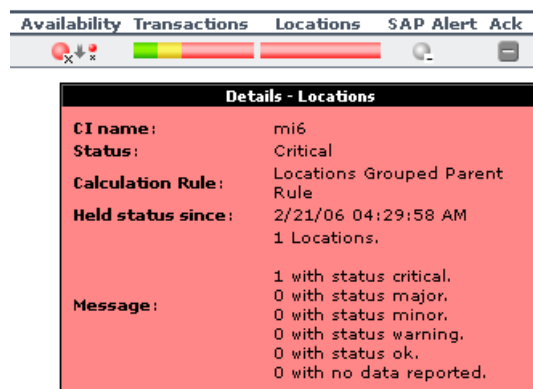 Availability Transactions Locations SAP Alert Ack
Details - Locations
CI name: mi6
Status: Critical
Calculation Rule: Locations Grouped Parent
Rule
Held status since: 2/21/06 04:29:58 AM
1 Locations.
1 with status critical.
0 with status major.
Message: 0 with status minor.
0 with status warning.
0 with status ok.
0 with no data reported.